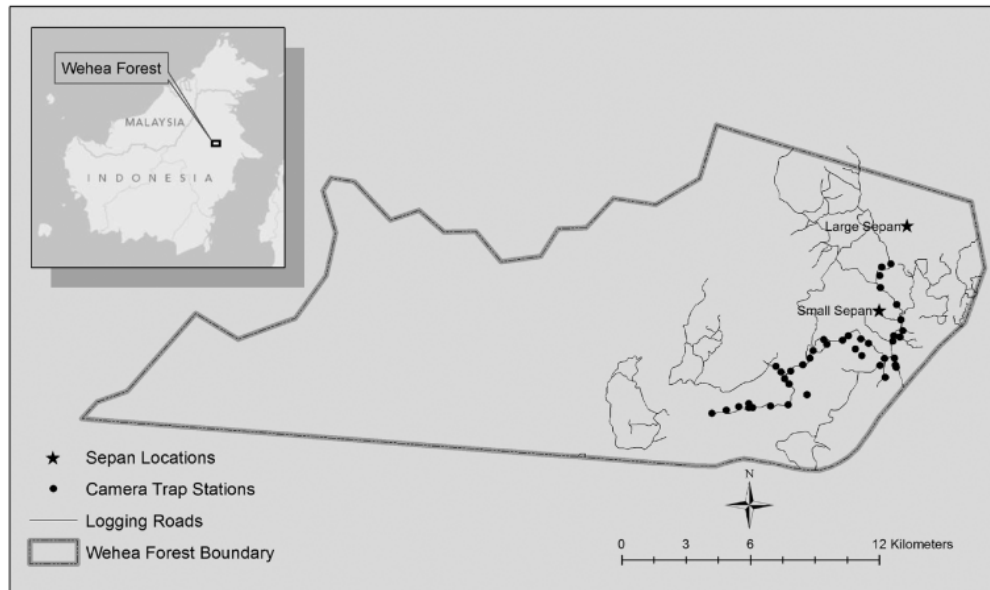 Wehea Forest
MALAYSIA
INDONESIA
Large Sepan
Small Sepan
Sepan Locations
Camera Trap Stations
Logging Roads
Wehea Forest Boundary
N
0 3 6 12 Kilometers